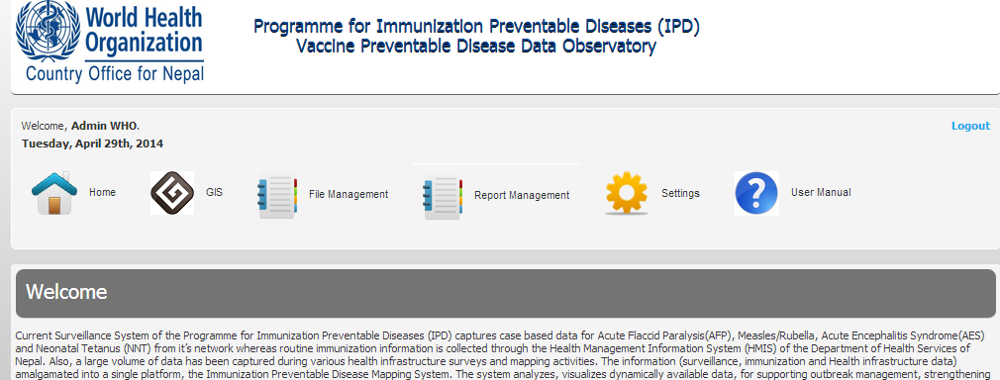 World Health
Organization
Country Office for Nepal
Programme for Immunization Preventable Diseases (IPD)
Vaccine Preventable Disease Data Observatory
Welcome, Admin WHO.
Logout
Tuesday, April 29th, 2014
Home
GIS
File Management
Report Management
Settings
User Manual
Welcome
Current Surveillance System of the Programme for Immunization Preventable Diseases (IPD) captures case based data for Acute Flaccid Paralysis(AFP), Measles/Rubella, Acute Encephalitis Syndrome(AES)
and Neonatal Tetanus (NNT) from it's network whereas routine immunization information is collected through the Health Management Information System (HMIS) of the Department of Health Services of
Nepal. Also, a large volume of data has been captured during various health infrastructure surveys and mapping activities. The information (surveillance, immunization and Health infrastructure data)
amalgamated into a single platform, the Immunization Preventable Disease Mapping System. The system analyzes, visualizes dynamically available data, for supporting outbreak management, strengthening